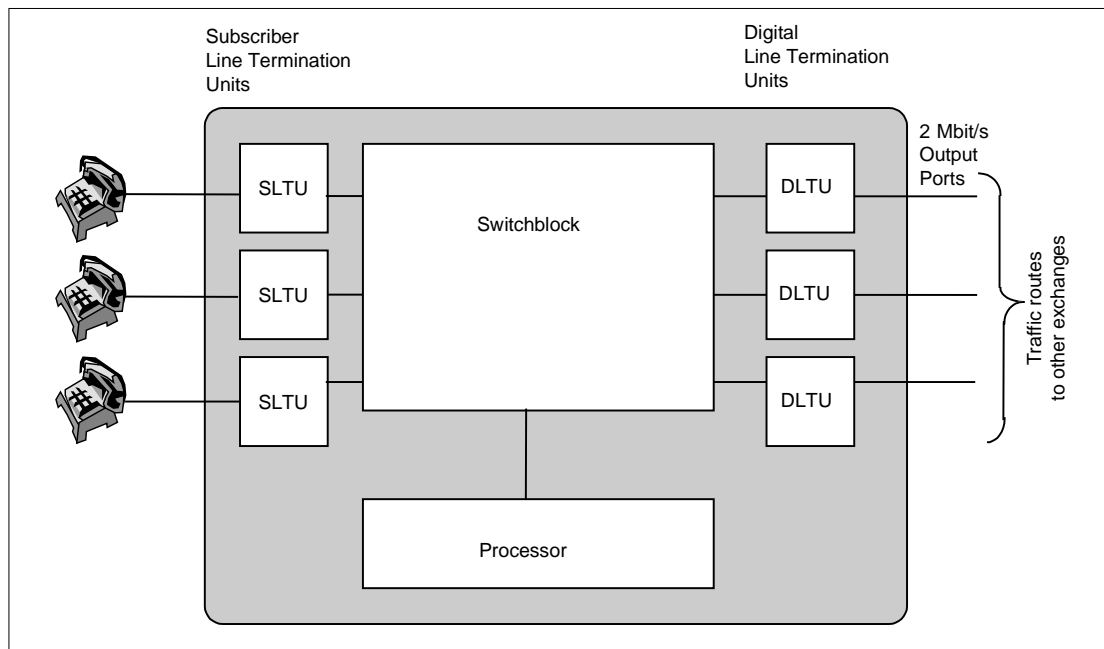 Subscriber
Line Termination
Units
Digital
Line Termination
Units
2 Mbit/s
Output
Ports
SLTU
Switchblock
DLTU
SLTU
DLTU
SLTU
DLTU
Traffic routes
to other exchanges
Processor